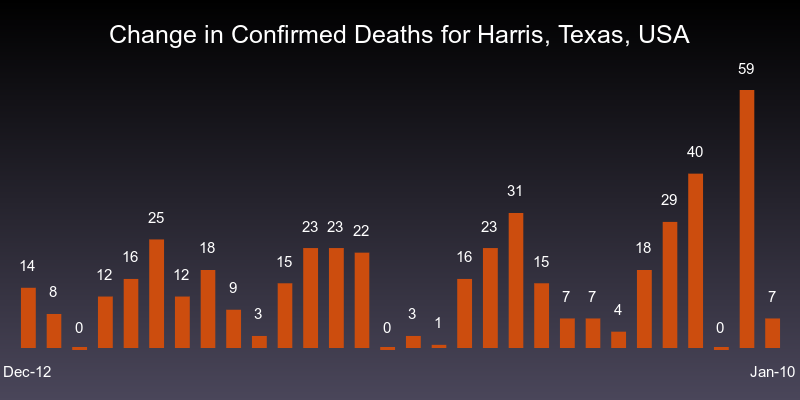 Change in Confirmed Deaths for Harris, Texas, USA
59
40
31
29
25
23 23 22 23
18 18
16 15 16 15
14 12 12
8 9 7 7 7
0 3 0 3 1 4 0
Dec-12 Jan-10